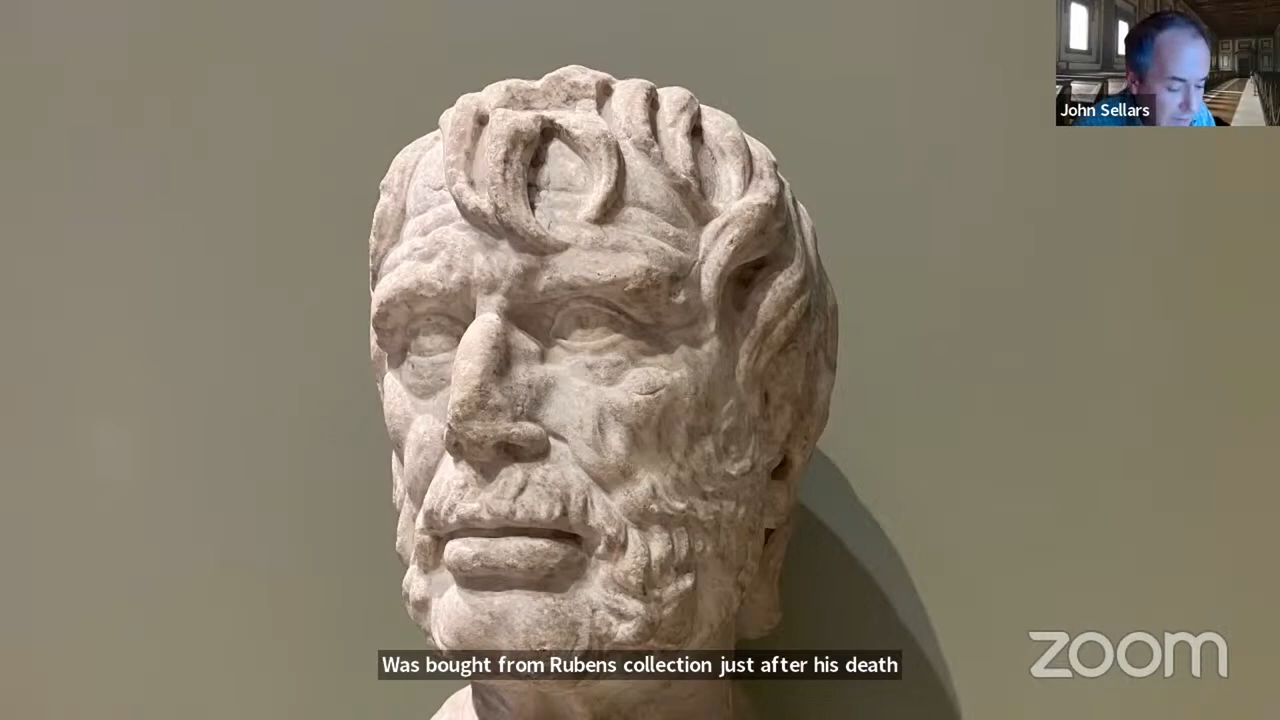 John Sellars
Was bought from Rubens collection just after his death
zoom